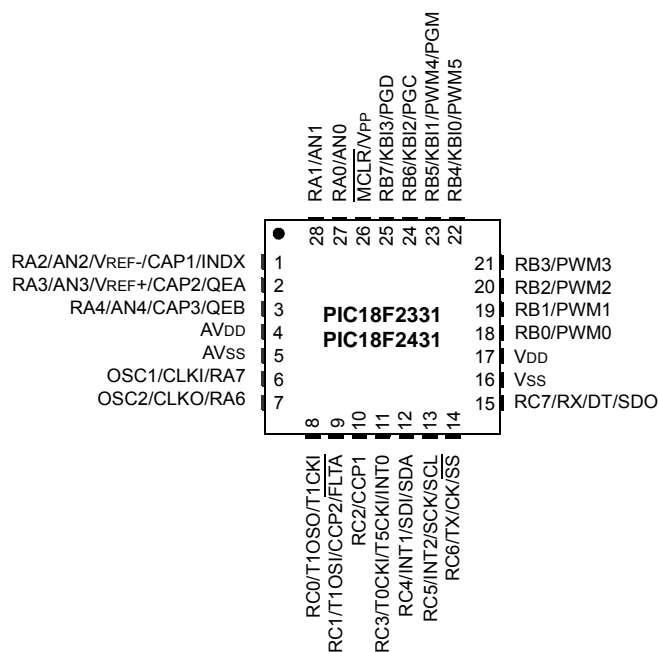 RA1/AN1
RA0/AN0
MCLR/VPP
RB7/KBI3/PGD
RB6/KBI2/PGC
RB5/KBI1/PWM4/PGM
RB4/KBI0/PWM5
28
27
26
25
24
23
22
RA2/AN2/VREF-/CAP1/INDX 1
RA3/AN3/VREF+/CAP2/QEA 2
RA4/AN4/CAP3/QEB 3
AVDD 4
AVSS 5
OSC1/CLKI/RA7 6
OSC2/CLKO/RA6 7
PIC18F2331
PIC18F2431
21 RB3/PWM3
20 RB2/PWM2
19 RB1/PWM1
18 RB0/PWM0
17 VDD
16 VSS
15 RC7/RX/DT/SDO
8
9
10
11
12
13
14
RC0/T1OSO/T1CKI
RC1/T1OSI/CCP2/FLTA
RC2/CCP1
RC3/T0CKI/T5CKI/INT0
RC4/INT1/SDI/SDA
RC5/INT2/SCK/SCL
RC6/TX/CK/SS